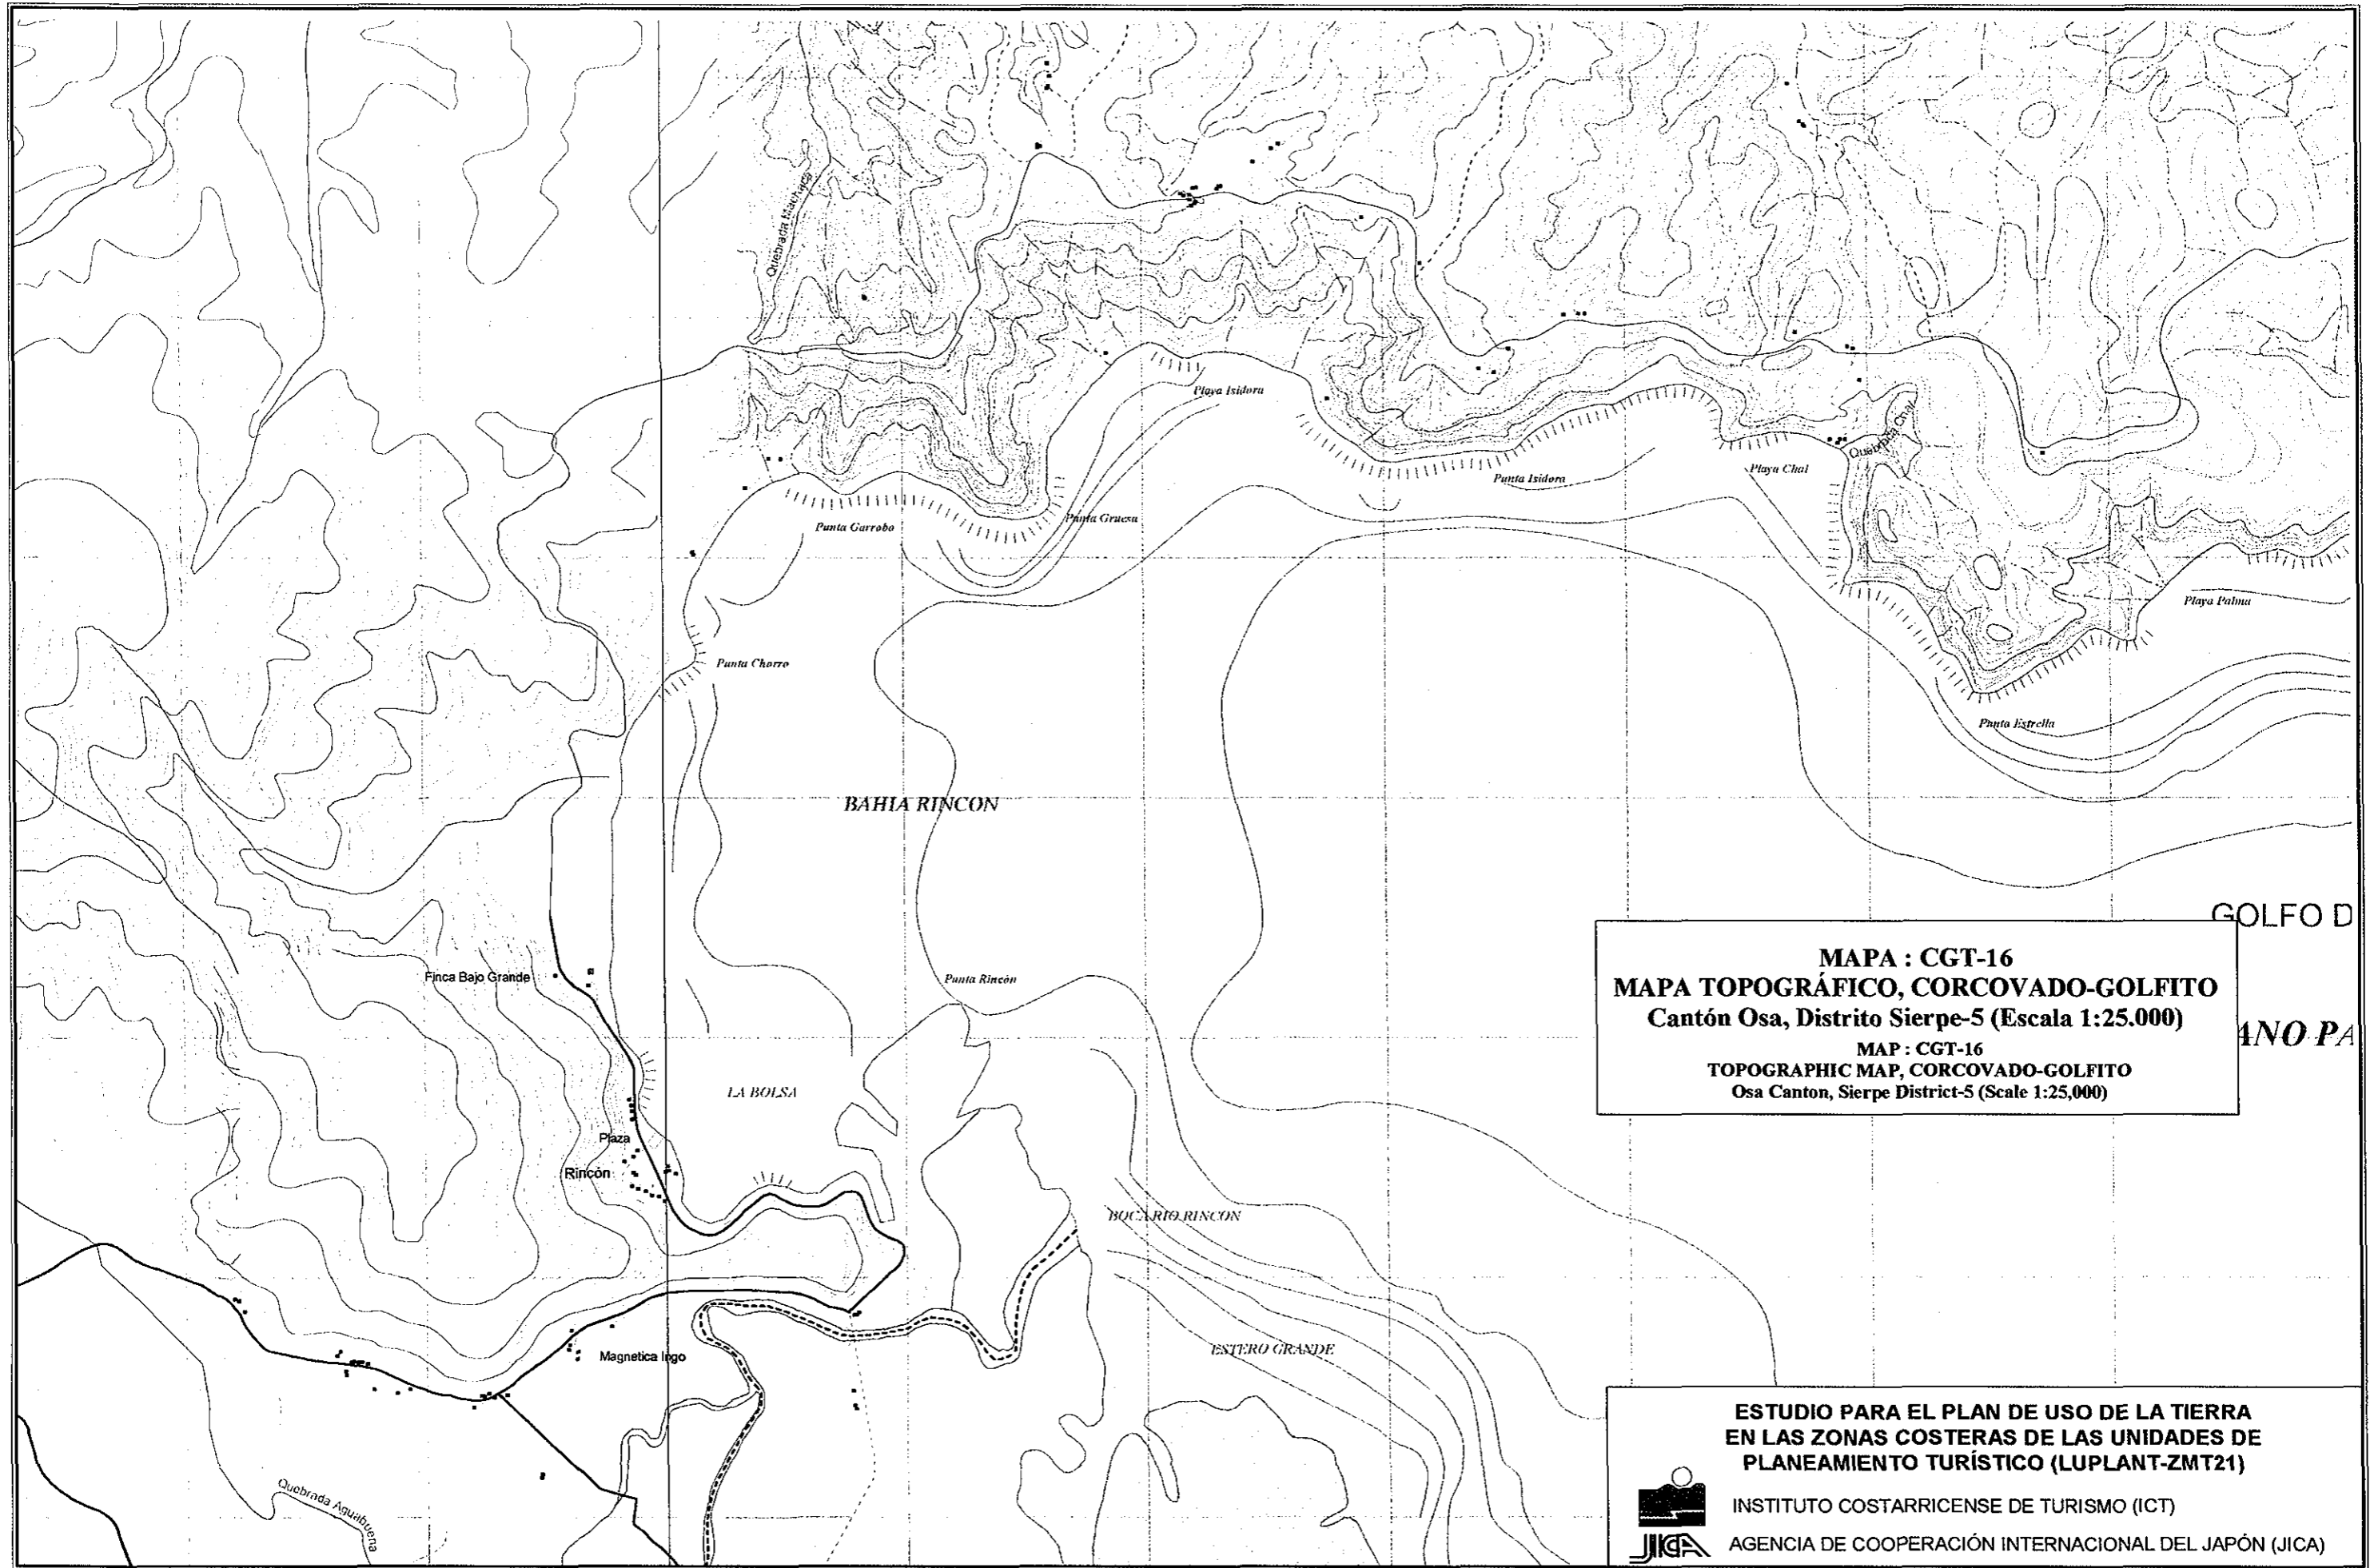 Quebrada Machaca
Playa Isidora
Quebrada Chal
Playa Chal
Punta Isidora
Punta Gruesa
Punta Garrobo
Playa Palma
Punta Chorro
Punta Estrella
BAHIA RINCON
GOLFO D
Finca Bajo Grande
Punta Rincón
MAPA : CGT-16
MAPA TOPOGRÁFICO, CORCOVADO-GOLFITO
Cantón Osa, Distrito Sierpe-5 (Escala 1:25.000)
MAP : CGT-16
TOPOGRAPHIC MAP, CORCOVADO-GOLFITO
Osa Canton, Sierpe District-5 (Scale 1:25,000)
ANO PA
LA BOLSA
Plaza
Rincón
BOCA RIO RINCON
ESTERO GRANDE
Magnetica Ingo
Quebrada Aguabuena
ESTUDIO PARA EL PLAN DE USO DE LA TIERRA
EN LAS ZONAS COSTERAS DE LAS UNIDADES DE
PLANEAMIENTO TURÍSTICO (LUPLANT-ZMT21)
INSTITUTO COSTARRICENSE DE TURISMO (ICT)
JICA AGENCIA DE COOPERACIÓN INTERNACIONAL DEL JAPÓN (JICA)